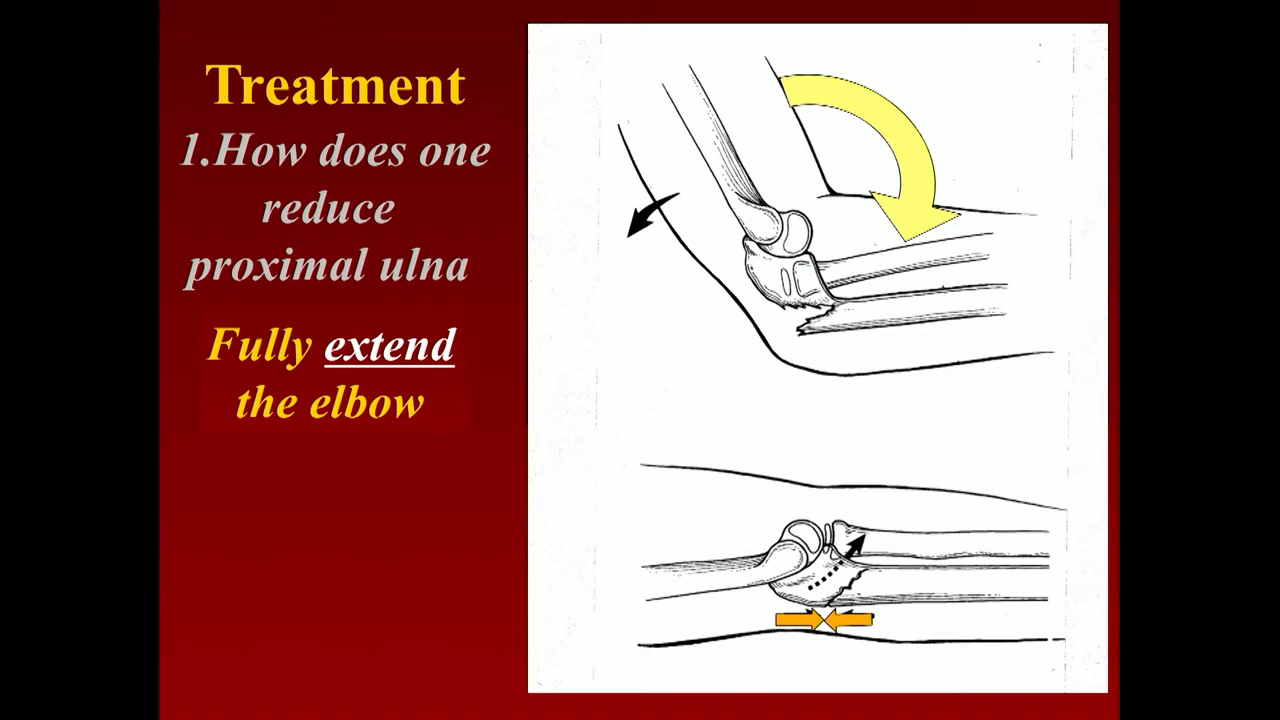 Treatment
1.How does one
reduce
proximal ulna
Fully extend
the elbow